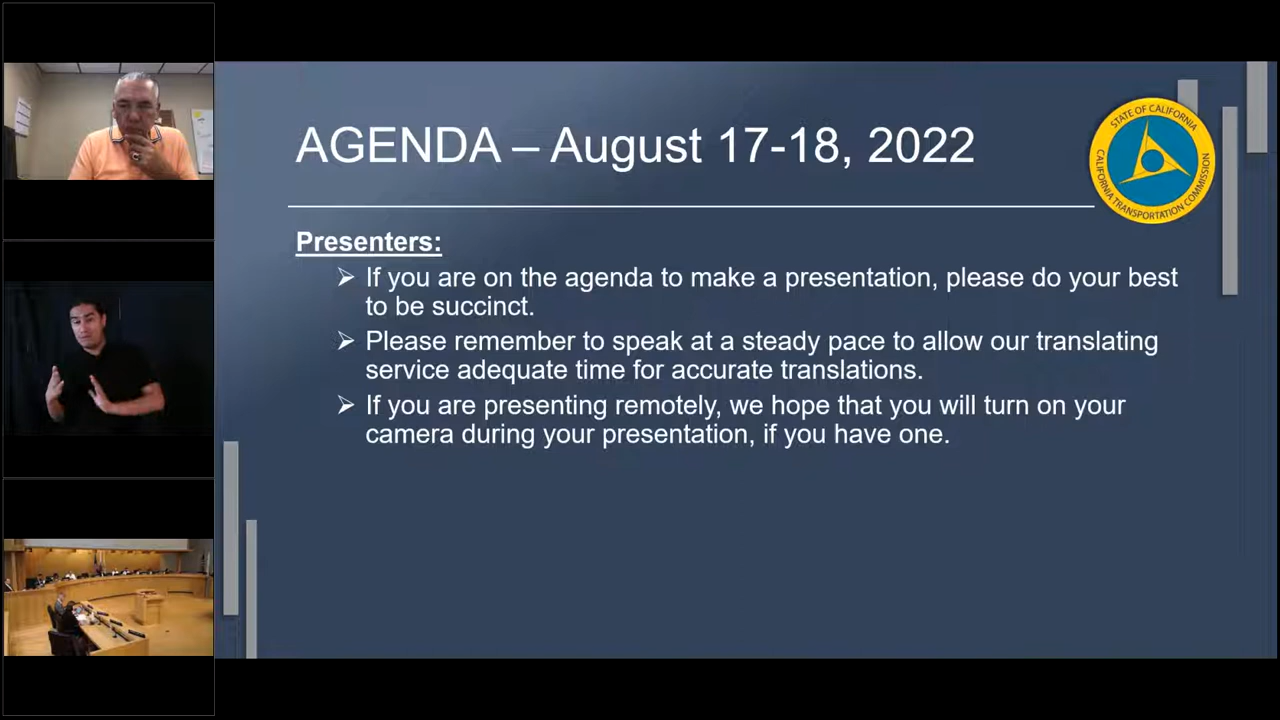 AGENDA – August 17-18, 2022
STATE OF CALIFORNIA
CALIFORNIA TRANSPORTATION COMMISSION
Presenters:
➢ If you are on the agenda to make a presentation, please do your best
to be succinct.
➢ Please remember to speak at a steady pace to allow our translating
service adequate time for accurate translations.
➢ If you are presenting remotely, we hope that you will turn on your
camera during your presentation, if you have one.